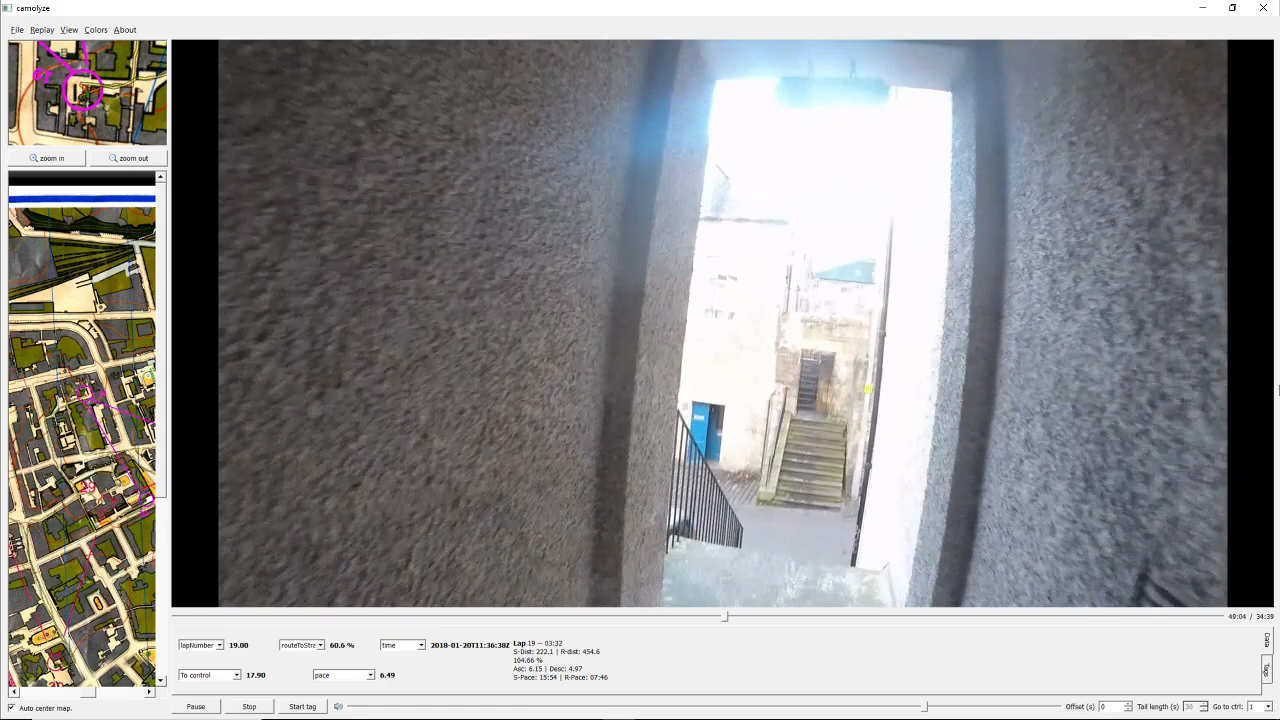 camolyze
File Replay View Colors About
zoom in zoom out
29
49:04 / 34:39
lapNumber 19.00 routeToStra 60.6 % time 2018-01-20T11:36:38Z
Lap 19 -- 03:32
S-Dist: 222.1 | R-dist: 454.6
104.66 %
Asc: 6.15 | Desc: 4.97
S-Pace: 15:54 | R-Pace: 07:46
To control 17.90 pace 6.49
Data
Tags
Auto center map.
Pause Stop Start tag
Offset (s) 0 Tail length (s) 30 Go to ctrl: 1